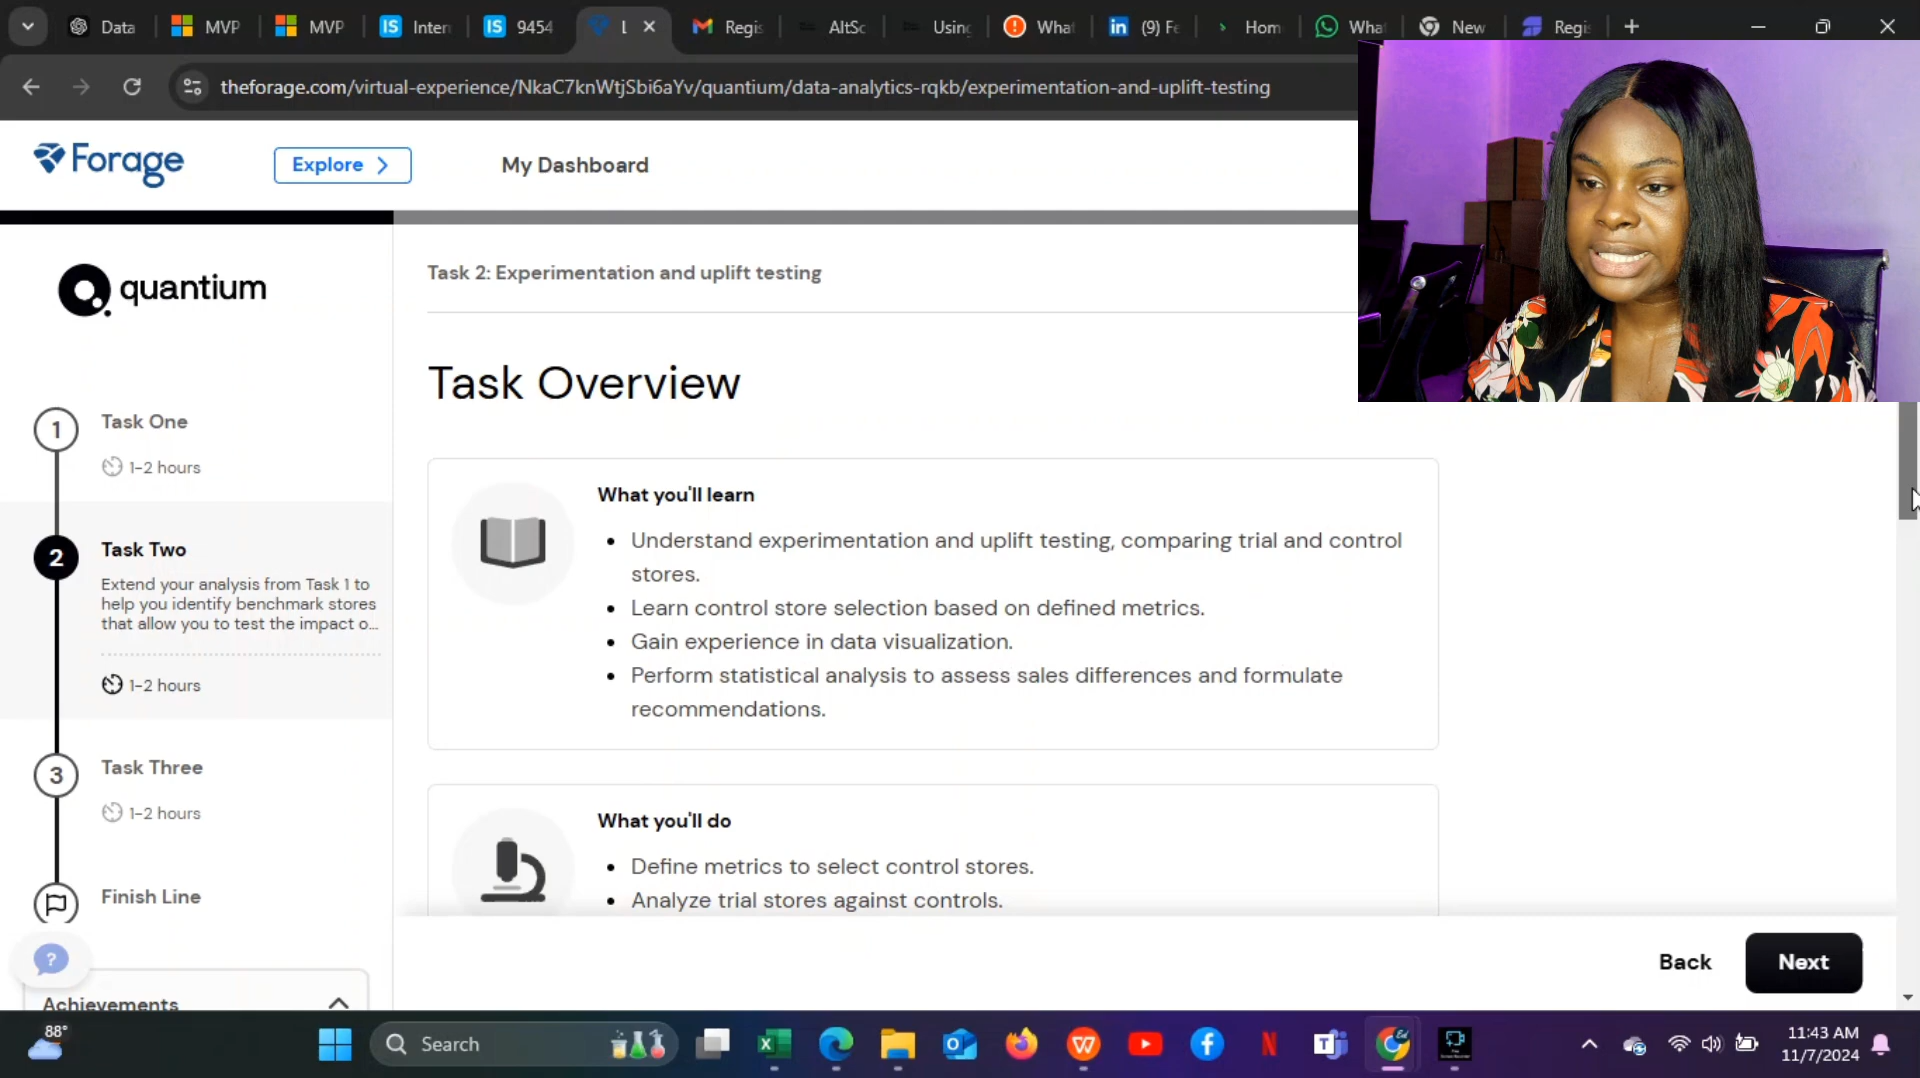 Data
MVP
MVP
Inter
9454
L
Regis
AltSc
Using
What
(9) Fe
Hom
What
New
Regis
theforage.com/virtual-experience/NkaC7knWtjSbi6aYv/quantium/data-analytics-rqkb/experimentation-and-uplift-testing
Forage
Explore >
My Dashboard
quantium
1
Task One
1-2 hours
2
Task Two
Extend your analysis from Task 1 to
help you identify benchmark stores
that allow you to test the impact o...
1-2 hours
3
Task Three
1-2 hours
Finish Line
?
Achievements
Task 2: Experimentation and uplift testing
Task Overview
What you'll learn
• Understand experimentation and uplift testing, comparing trial and control
stores.
• Learn control store selection based on defined metrics.
• Gain experience in data visualization.
• Perform statistical analysis to assess sales differences and formulate
recommendations.
What you'll do
• Define metrics to select control stores.
• Analyze trial stores against controls.
Back
Next
88°
Search
11:43 AM
11/7/2024